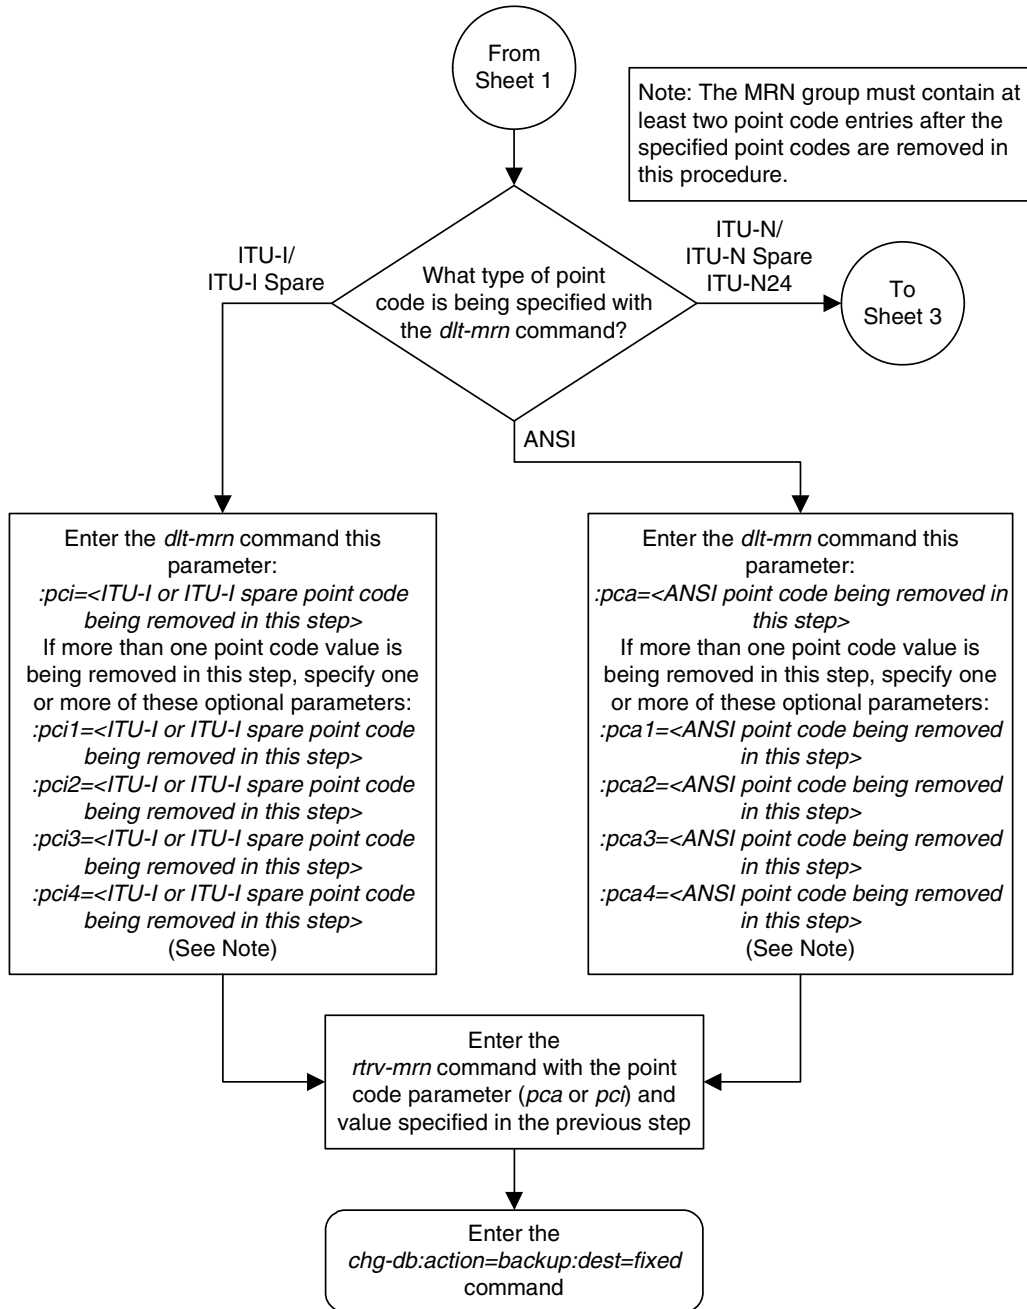 From
Sheet 1
Note: The MRN group must contain at
least two point code entries after the
specified point codes are removed in
this procedure.
ITU-I/
ITU-I Spare
What type of point
code is being specified with
the dlt-mrn command?
ITU-N/
ITU-N Spare
ITU-N24
To
Sheet 3
ANSI
Enter the dlt-mrn command this
parameter:
:pci=<ITU-I or ITU-I spare point code
being removed in this step>
If more than one point code value is
being removed in this step, specify one
or more of these optional parameters:
:pci1=<ITU-I or ITU-I spare point code
being removed in this step>
:pci2=<ITU-I or ITU-I spare point code
being removed in this step>
:pci3=<ITU-I or ITU-I spare point code
being removed in this step>
:pci4=<ITU-I or ITU-I spare point code
being removed in this step>
(See Note)
Enter the dlt-mrn command this
parameter:
:pca=<ANSI point code being removed in
this step>
If more than one point code value is
being removed in this step, specify one
or more of these optional parameters:
:pca1=<ANSI point code being removed
in this step>
:pca2=<ANSI point code being removed
in this step>
:pca3=<ANSI point code being removed
in this step>
:pca4=<ANSI point code being removed
in this step>
(See Note)
Enter the
rtrv-mrn command with the point
code parameter (pca or pci) and
value specified in the previous step
Enter the
chg-db:action=backup:dest=fixed
command